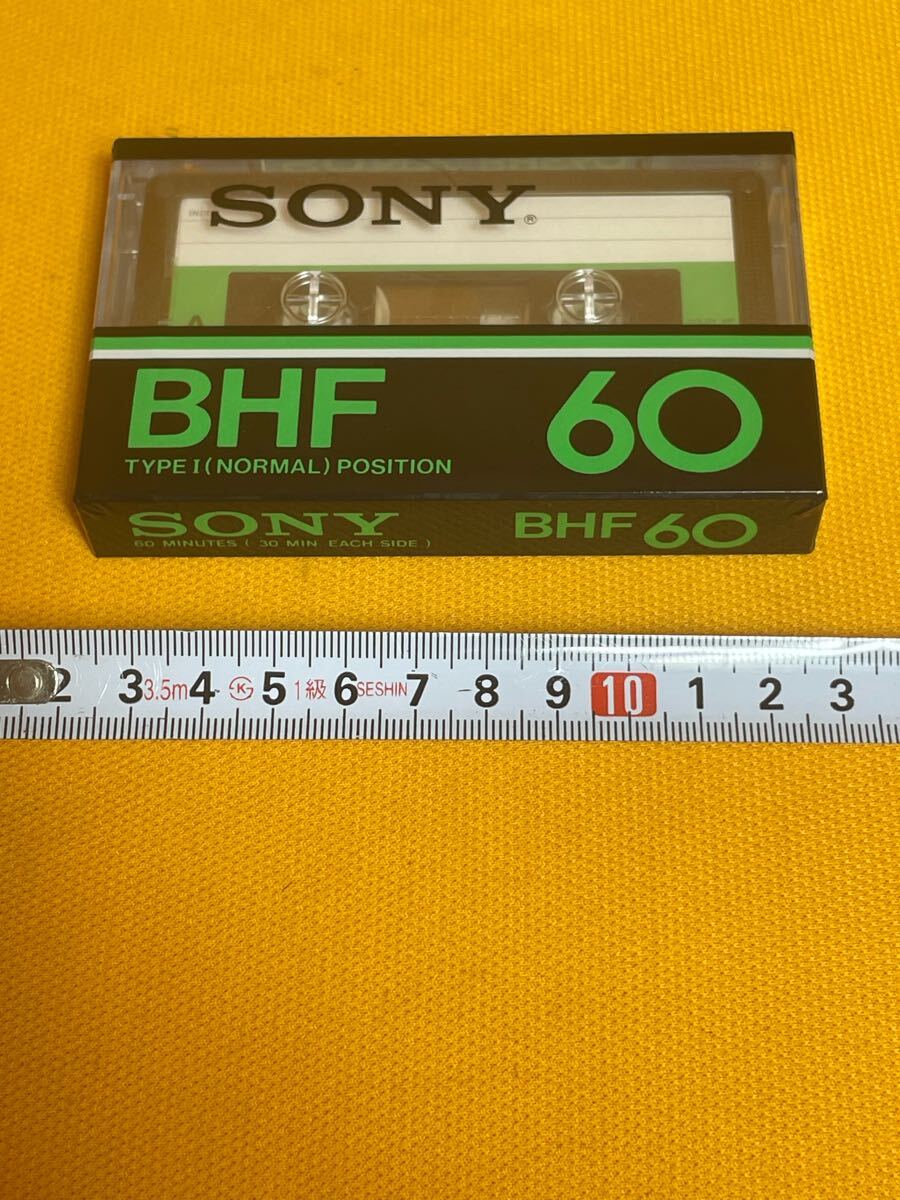 SONY®
A
BHF 60
TYPE I (NORMAL) POSITION
SONY BHF 60
60 MINUTES ( 30 MIN EACH SIDE )
2 3 3.5m 4 K 5 1級 6 SESHIN 7 8 9 10 1 2 3